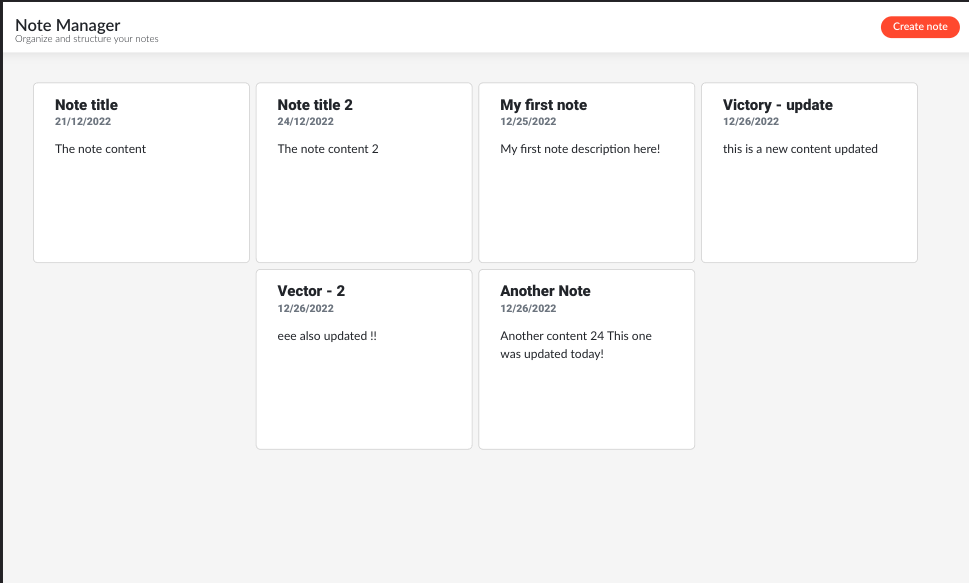 Note Manager
Organize and structure your notes
Create note
Note title
21/12/2022
The note content
Note title 2
24/12/2022
The note content 2
My first note
12/25/2022
My first note description here!
Victory - update
12/26/2022
this is a new content updated
Vector - 2
12/26/2022
eee also updated !!
Another Note
12/26/2022
Another content 24 This one
was updated today!